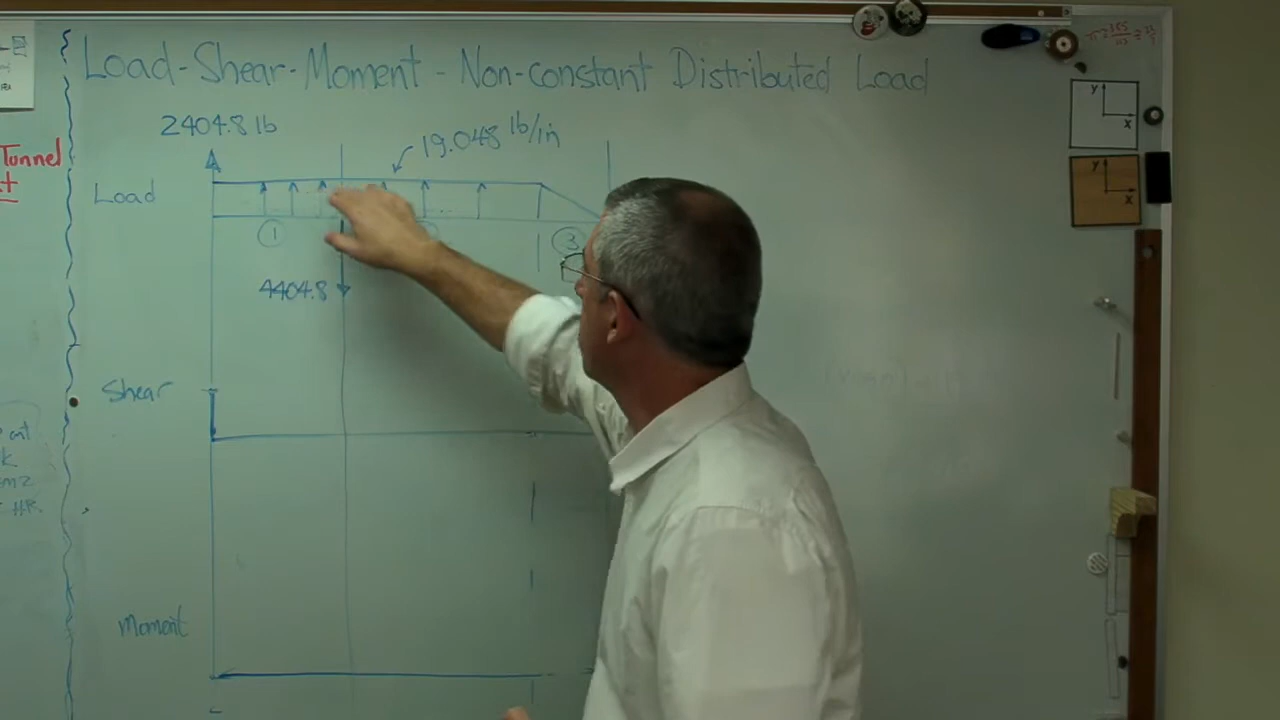 Load-Shear-Moment - Non-constant Distributed Load
2404.8 lb
19.048 lb/in
Load
1
3
4404.8
Shear
Moment
Tunnel
Y
X
Y
X
HR.